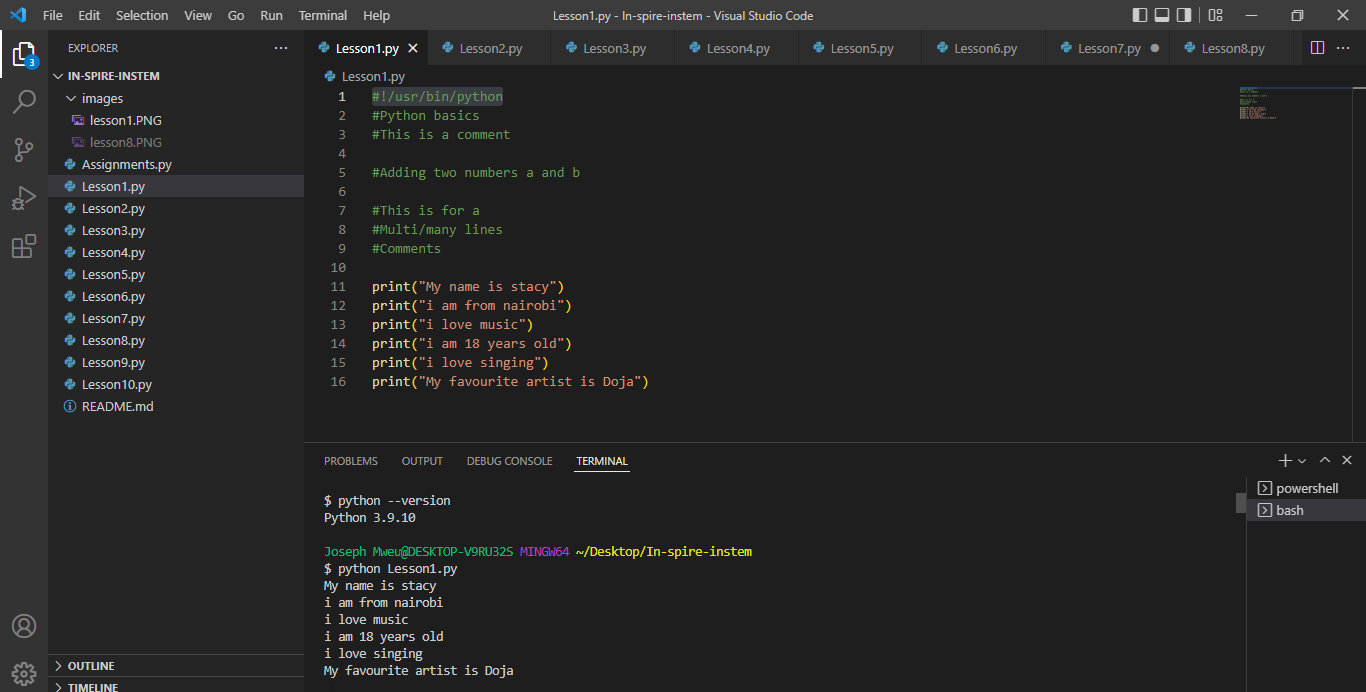 File Edit Selection View Go Run Terminal Help
Lesson1.py - In-spire-instem - Visual Studio Code
EXPLORER
3
IN-SPIRE-INSTEM
images
lesson1.PNG
lesson8.PNG
Assignments.py
Lesson1.py
Lesson2.py
Lesson3.py
Lesson4.py
Lesson5.py
Lesson6.py
Lesson7.py
Lesson8.py
Lesson9.py
Lesson10.py
README.md
OUTLINE
TIMELINE
Lesson1.py Lesson2.py Lesson3.py Lesson4.py Lesson5.py Lesson6.py Lesson7.py Lesson8.py
Lesson1.py
1 #!/usr/bin/python
2 #Python basics
3 #This is a comment
4
5 #Adding two numbers a and b
6
7 #This is for a
8 #Multi/many lines
9 #Comments
10
11 print("My name is stacy")
12 print("i am from nairobi")
13 print("i love music")
14 print("i am 18 years old")
15 print("i love singing")
16 print("My favourite artist is Doja")
PROBLEMS OUTPUT DEBUG CONSOLE TERMINAL
$ python --version
Python 3.9.10
Joseph Mweu@DESKTOP-V9RU32S MINGW64 ~/Desktop/In-spire-instem
$ python Lesson1.py
My name is stacy
i am from nairobi
i love music
i am 18 years old
i love singing
My favourite artist is Doja
powershell
bash